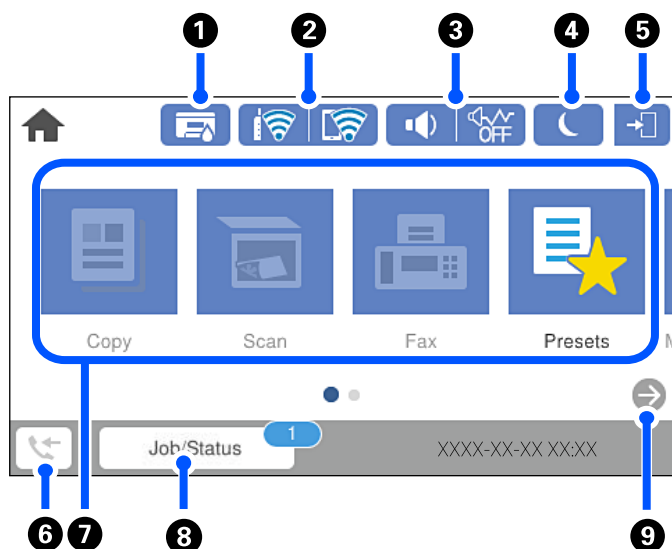 1 2 3 4 5
OFF
Copy Scan Fax Presets
Job/Status 1 XXXX-XX-XX XX:XX
6 7 8 9